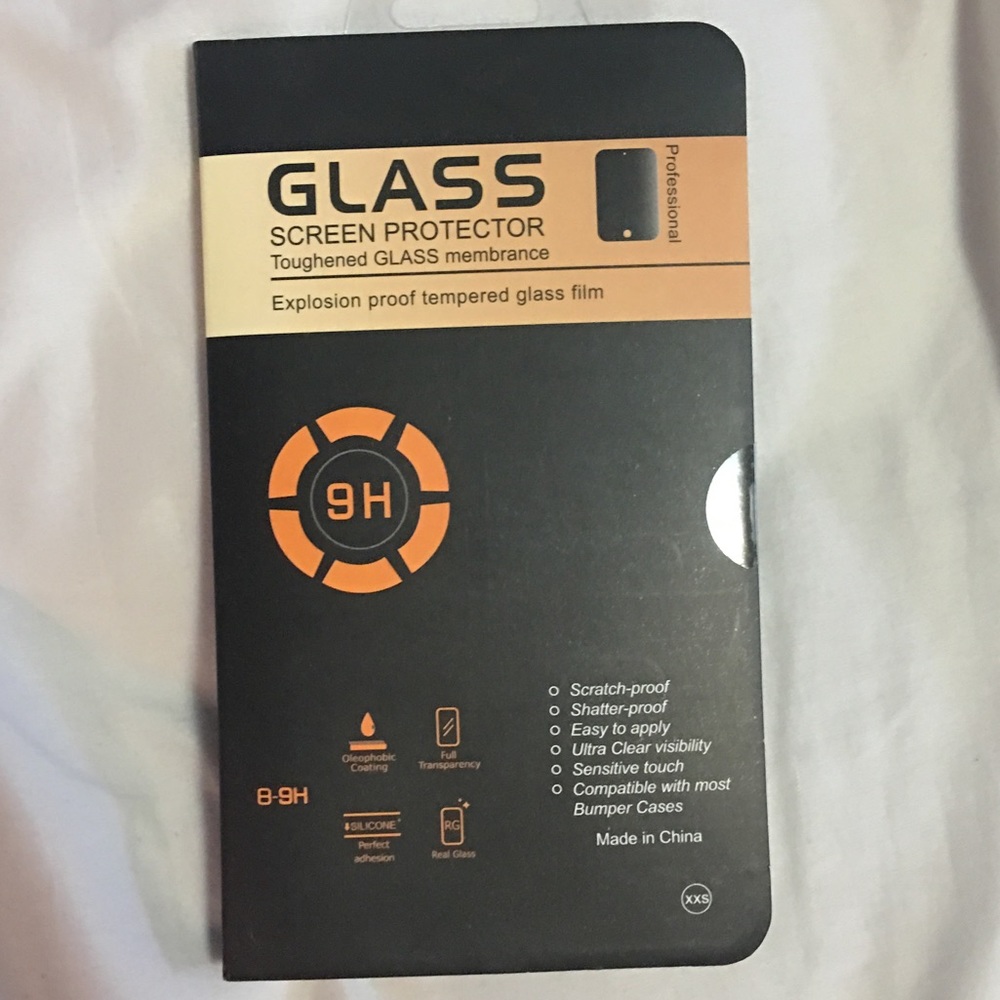 GLASS
SCREEN PROTECTOR
Toughened GLASS membrance
Explosion proof tempered glass film
Professional
9H
Oleophobic
Coating
Full
Transparency
8-9H
SILICONE
Perfect
adhesion
RG
Real Glass
Scratch-proof
Shatter-proof
Easy to apply
Ultra Clear visibility
Sensitive touch
Compatible with most
Bumper Cases
Made in China
XXS